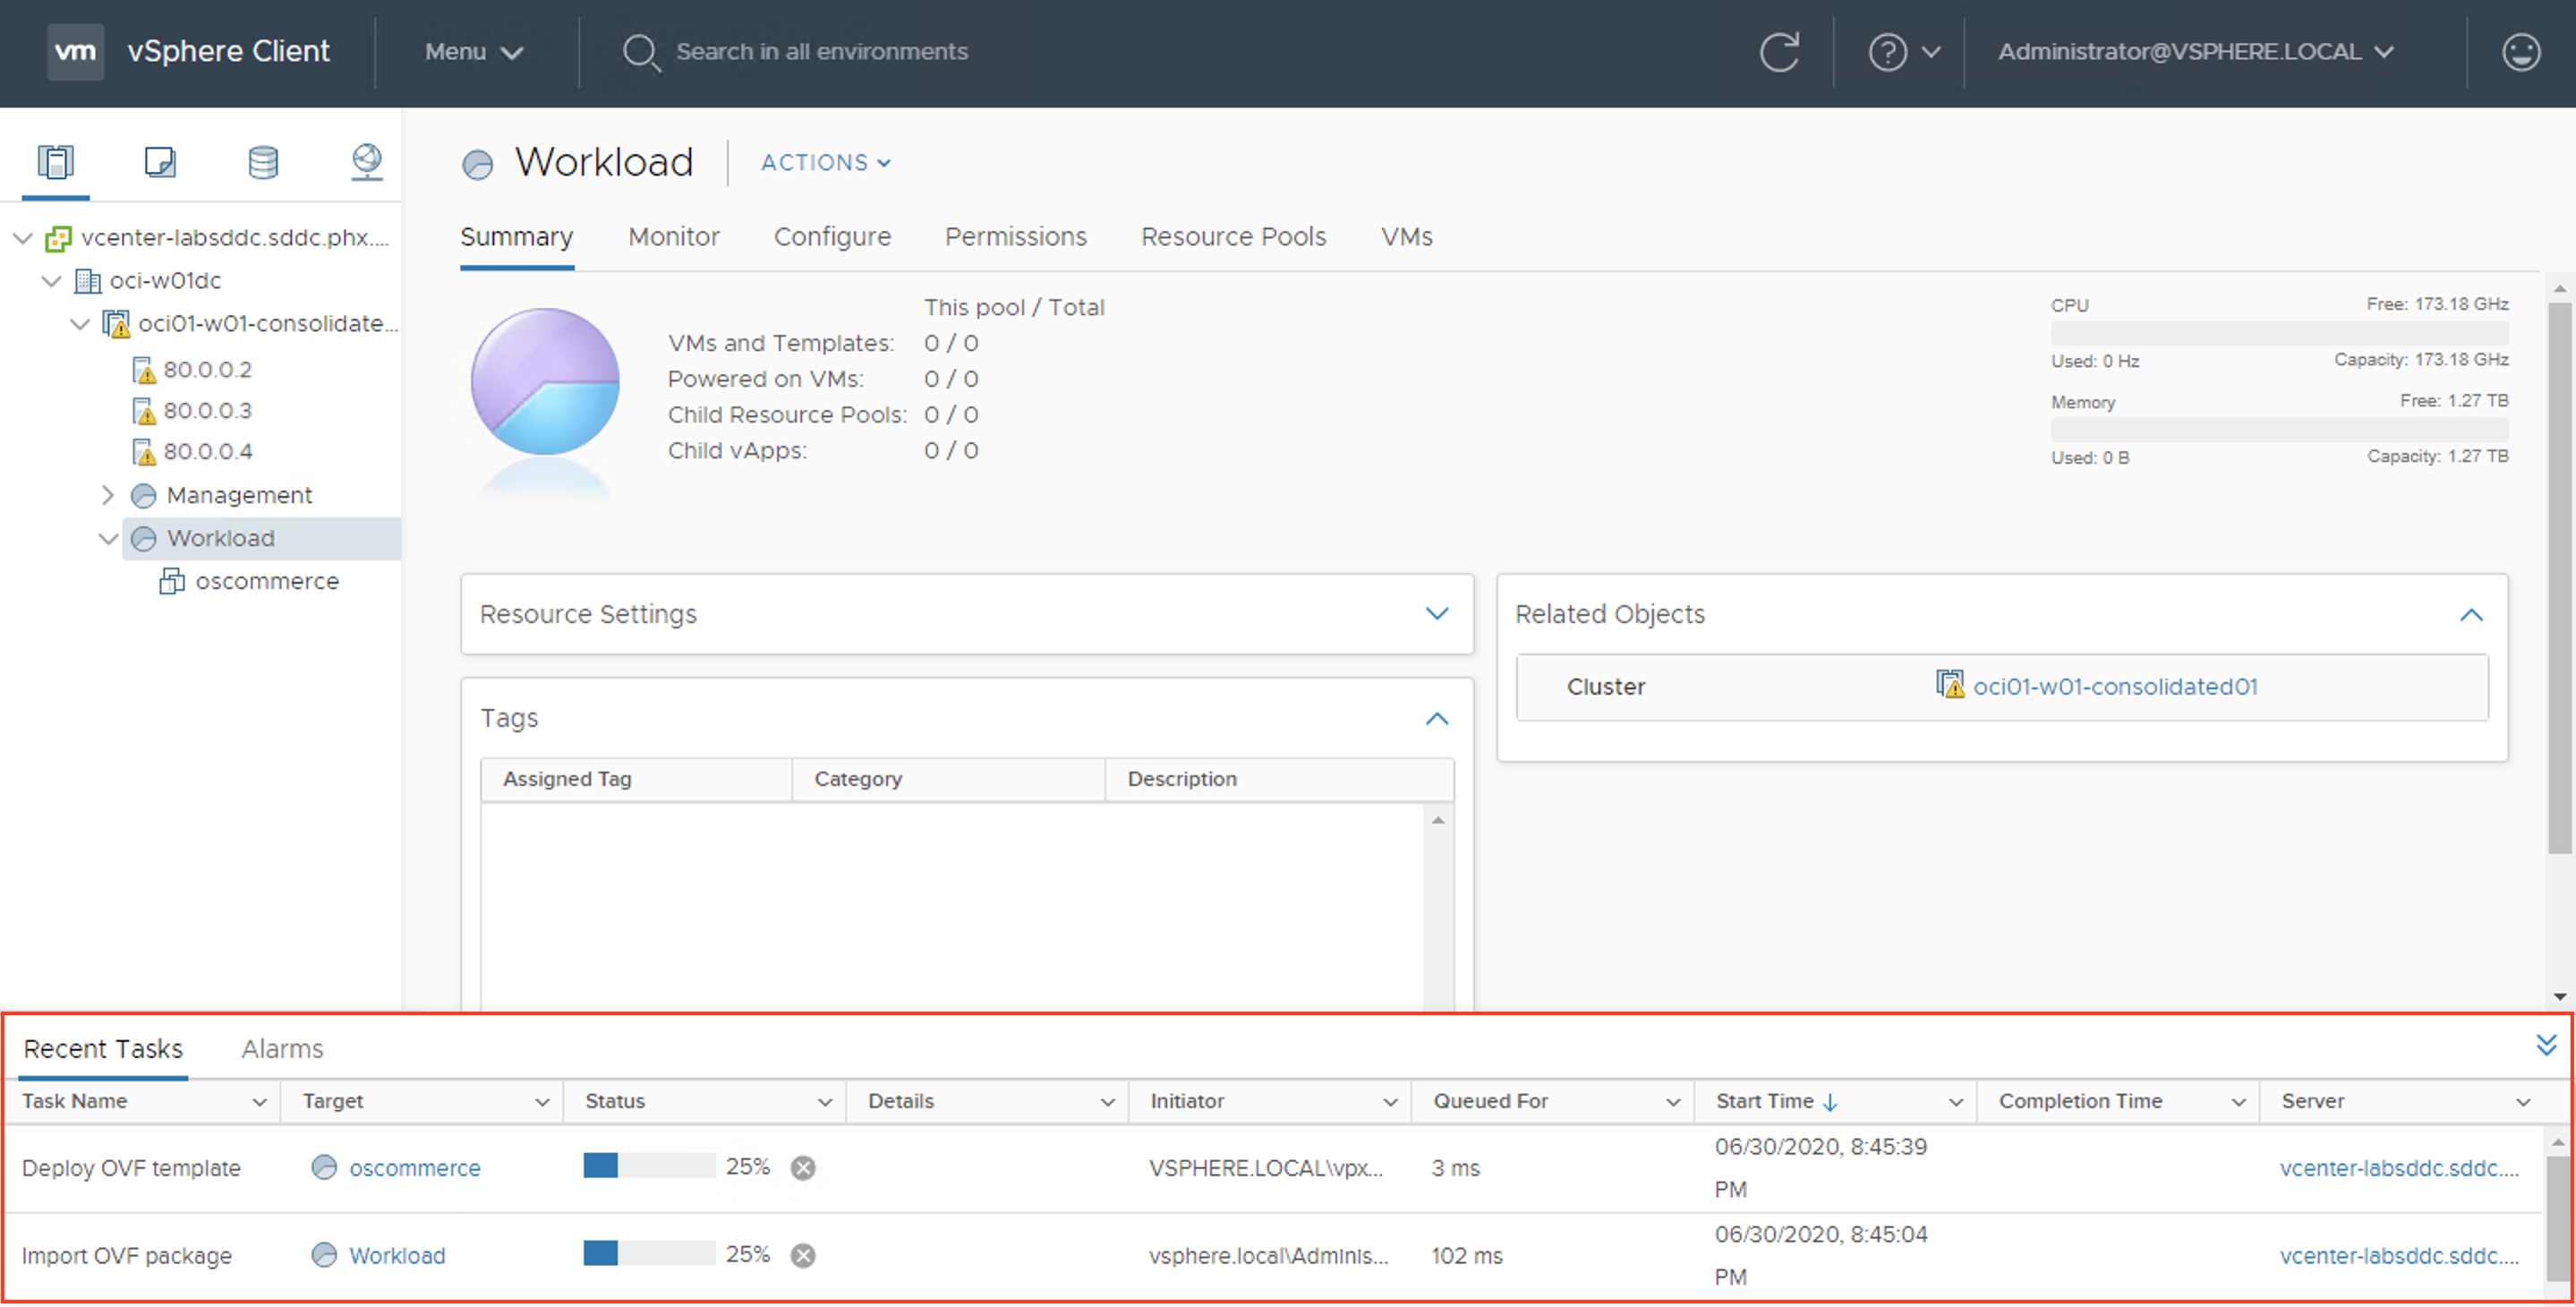 vm vSphere Client Menu Search in all environments ? Administrator@VSPHERE.LOCAL
vcenter-labsddc.sddc.phx....
oci-w01dc
oci01-w01-consolidate...
80.0.0.2
80.0.0.3
80.0.0.4
Management
Workload
oscommerce
Workload ACTIONS
Summary Monitor Configure Permissions Resource Pools VMs
This pool / Total
VMs and Templates: 0 / 0
Powered on VMs: 0 / 0
Child Resource Pools: 0 / 0
Child vApps: 0 / 0
CPU Free: 173.18 GHz
Used: 0 Hz Capacity: 173.18 GHz
Memory Free: 1.27 TB
Used: 0 B Capacity: 1.27 TB
Resource Settings
Tags
Assigned Tag Category Description
Related Objects
Cluster oci01-w01-consolidated01
Recent Tasks Alarms
Task Name Target Status Details Initiator Queued For Start Time Completion Time Server
Deploy OVF template oscommerce 25% VSPHERE.LOCAL\vpx... 3 ms 06/30/2020, 8:45:39 PM vcenter-labsddc.sddc....
Import OVF package Workload 25% vsphere.local\Adminis... 102 ms 06/30/2020, 8:45:04 PM vcenter-labsddc.sddc....